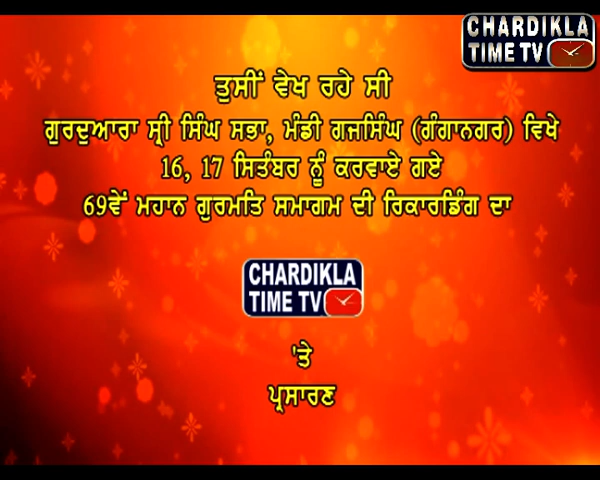 CHARDIKLA
TIME TV
ਤੁਸੀਂ ਵੇਖ ਰਹੇ ਸੀ
ਗੁਰਦੁਆਰਾ ਸ੍ਰੀ ਸਿੰਘ ਸਭਾ, ਮੰਡੀ ਗਜਸਿੰਘ (ਗੰਗਾਨਗਰ) ਵਿਖੇ
16, 17 ਸਿਤੰਬਰ ਨੂੰ ਕਰਵਾਏ ਗਏ
69ਵੇਂ ਮਹਾਨ ਗੁਰਮਤਿ ਸਮਾਗਮ ਦੀ ਰਿਕਾਰਡਿੰਗ ਦਾ
CHARDIKLA
TIME TV
'ਤੇ
ਪ੍ਰਸਾਰਣ